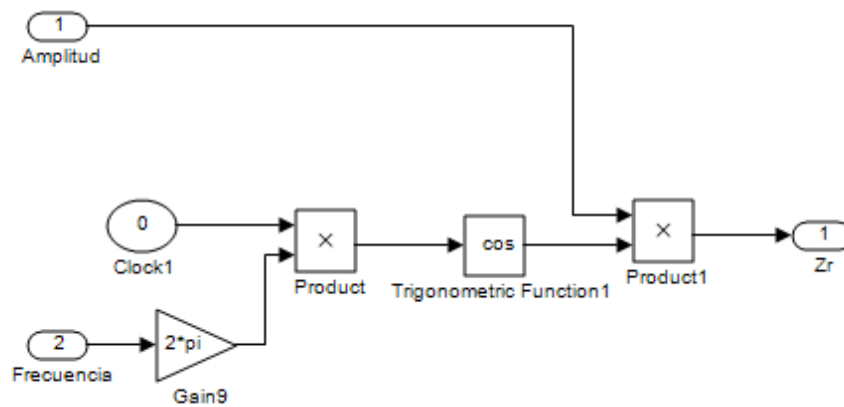 1
Amplitud
0
Clock1
×
Product
cos
Trigonometric Function1
×
Product1
1
Zr
2
Frecuencia
2*pi
Gain9